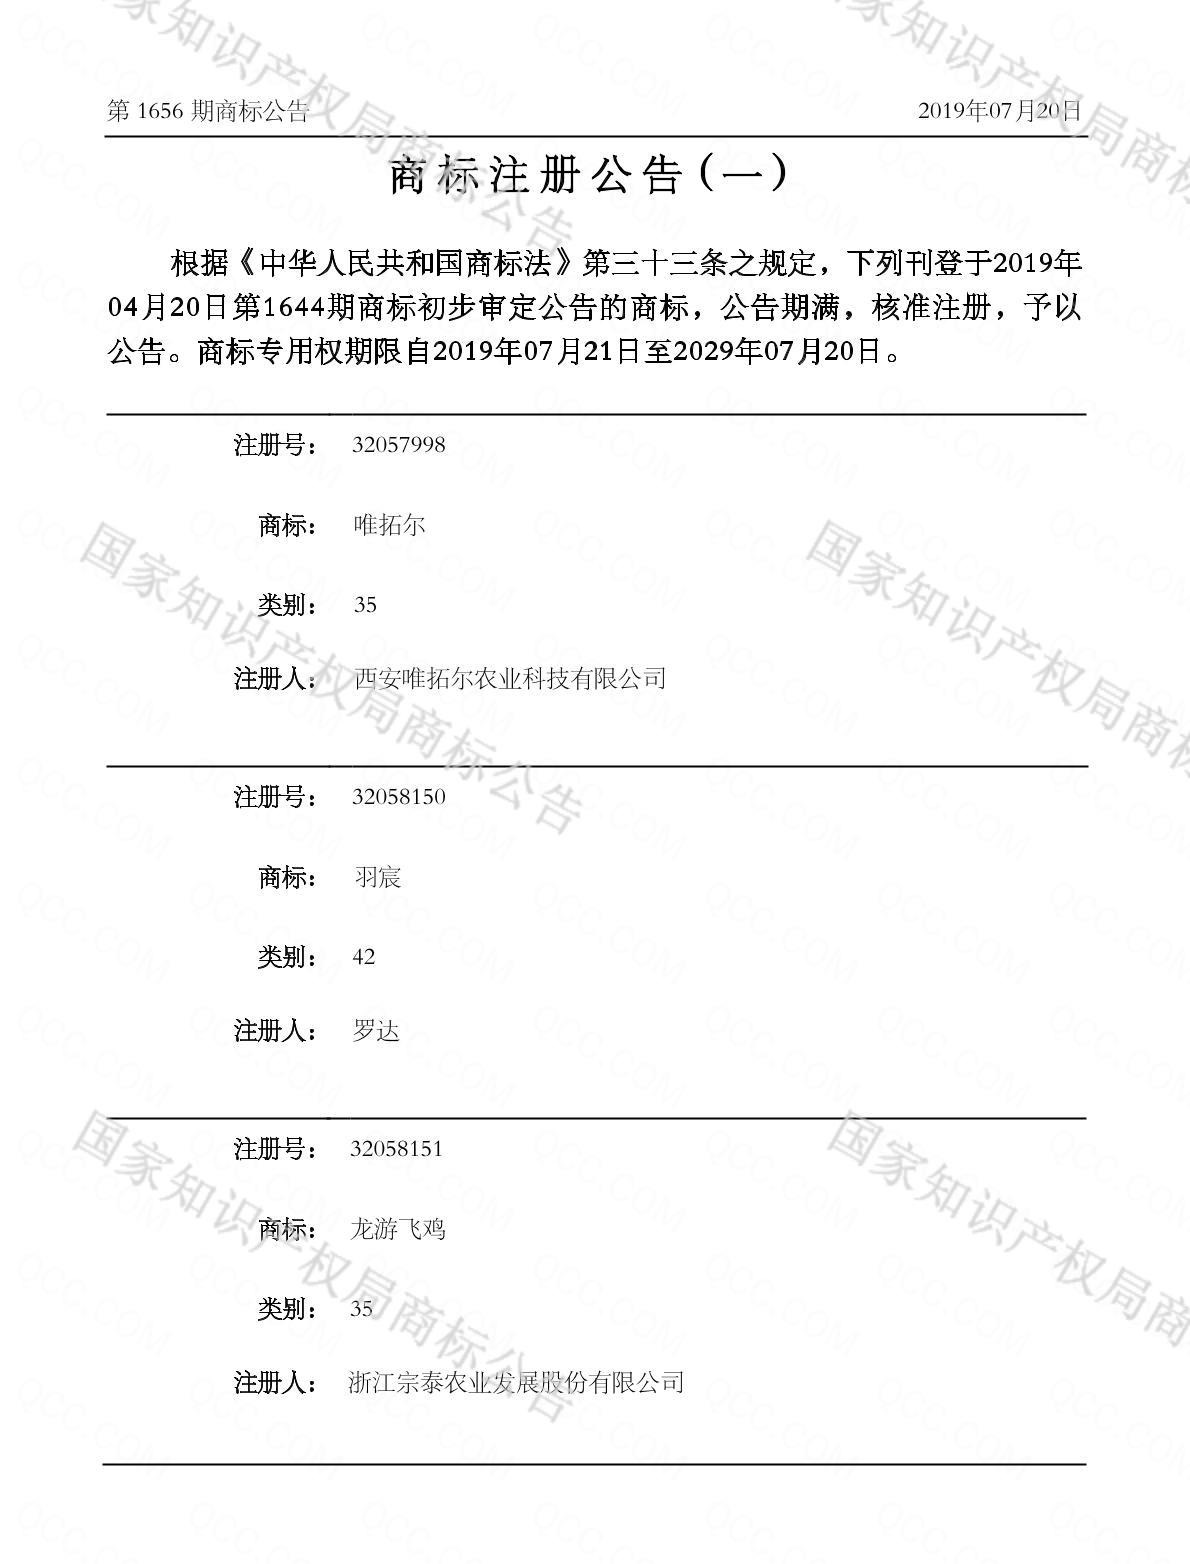 第 1656 期商标公告 2019年07月20日
商标注册公告(一)
根据《中华人民共和国商标法》第三十三条之规定，下列刊登于2019年
04月20日第1644期商标初步审定公告的商标，公告期满，核准注册，予以
公告。商标专用权期限自2019年07月21日至2029年07月20日。
注册号： 32057998
商标： 唯拓尔
类别： 35
注册人： 西安唯拓尔农业科技有限公司
注册号： 32058150
商标： 羽宸
类别： 42
注册人： 罗达
注册号： 32058151
商标： 龙游飞鸡
类别： 35
注册人： 浙江宗泰农业发展股份有限公司
国家知识产权局商标公告
QCC.COM